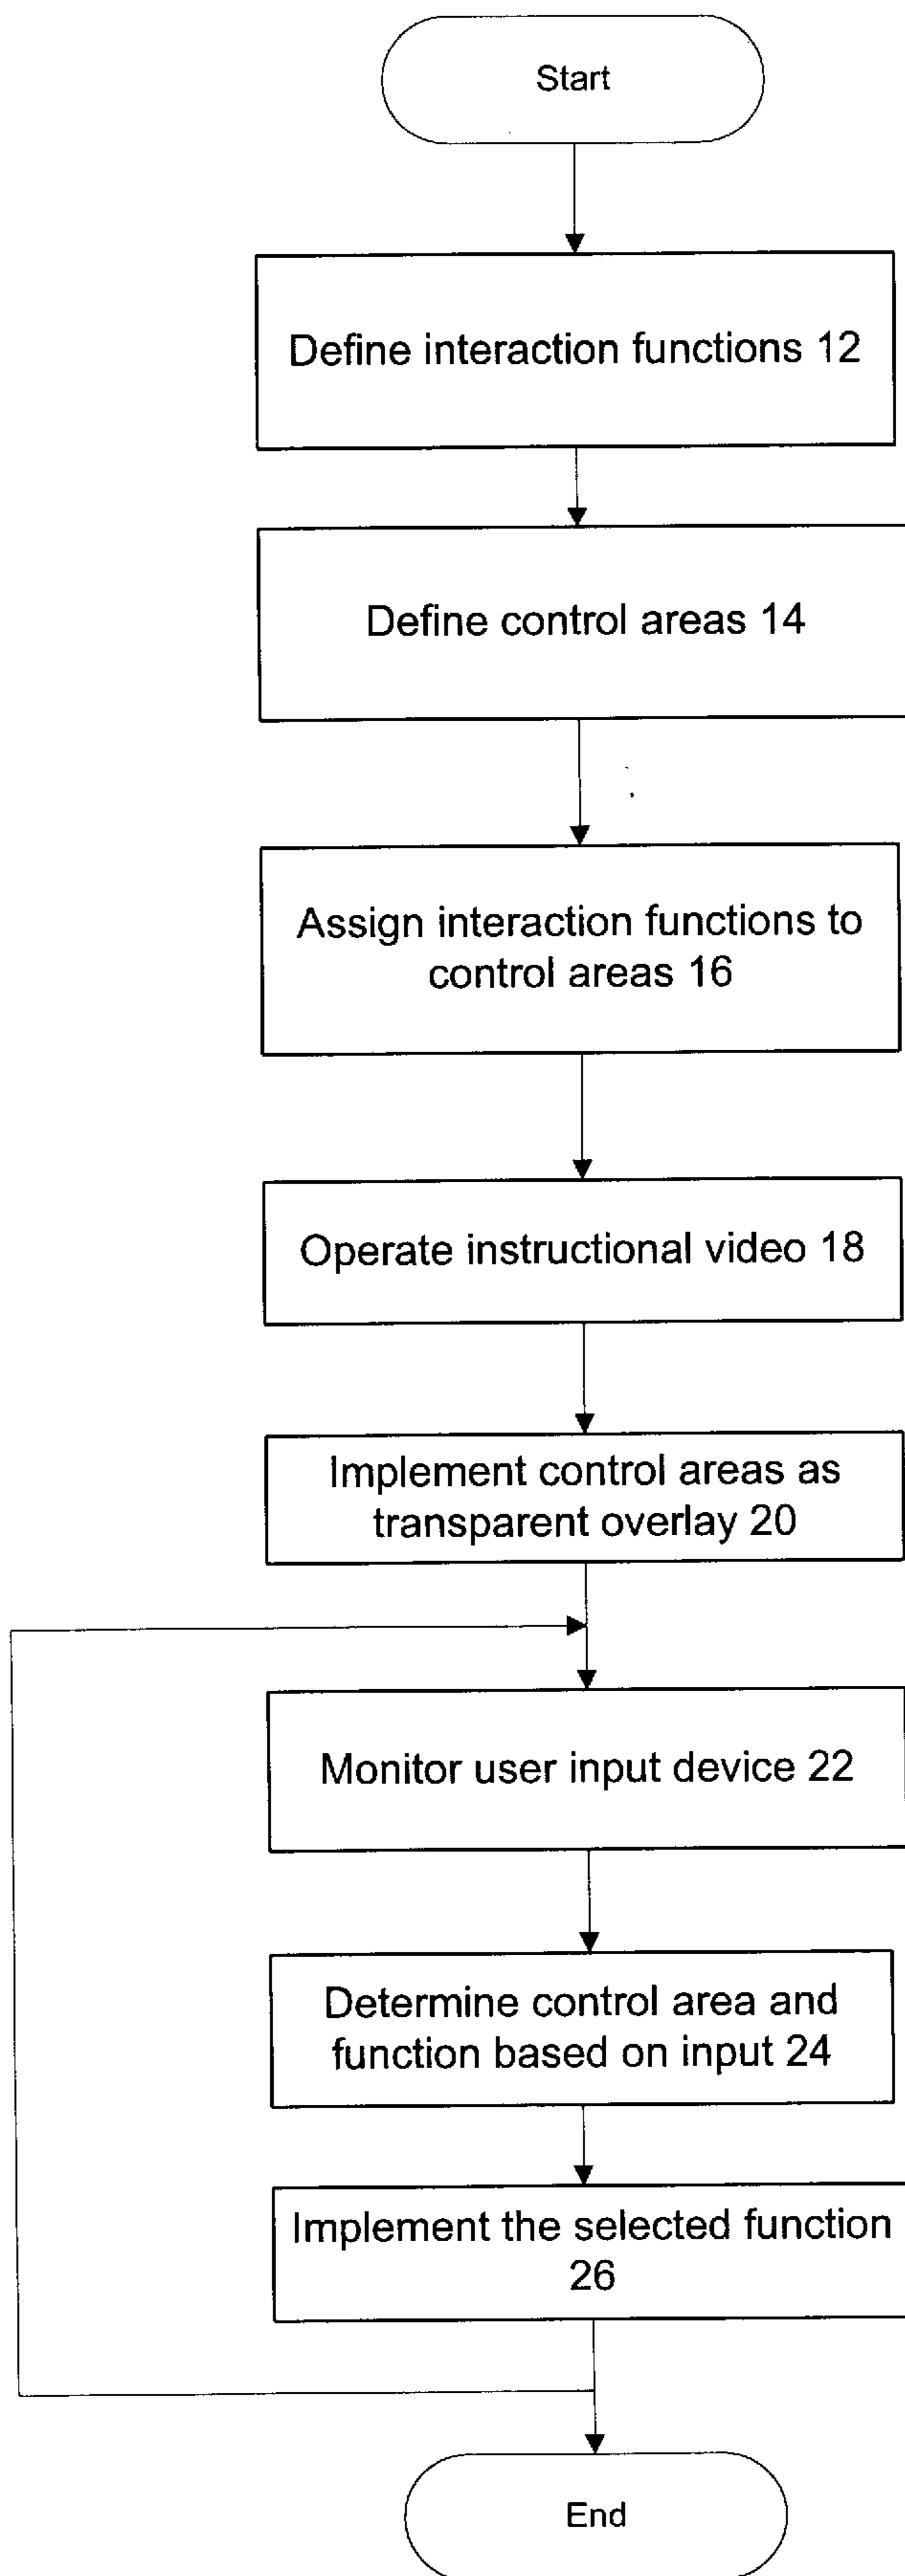 Start
Define interaction functions 12
Define control areas 14
Assign interaction functions to
control areas 16
Operate instructional video 18
Implement control areas as
transparent overlay 20
Monitor user input device 22
Determine control area and
function based on input 24
Implement the selected function
26
End